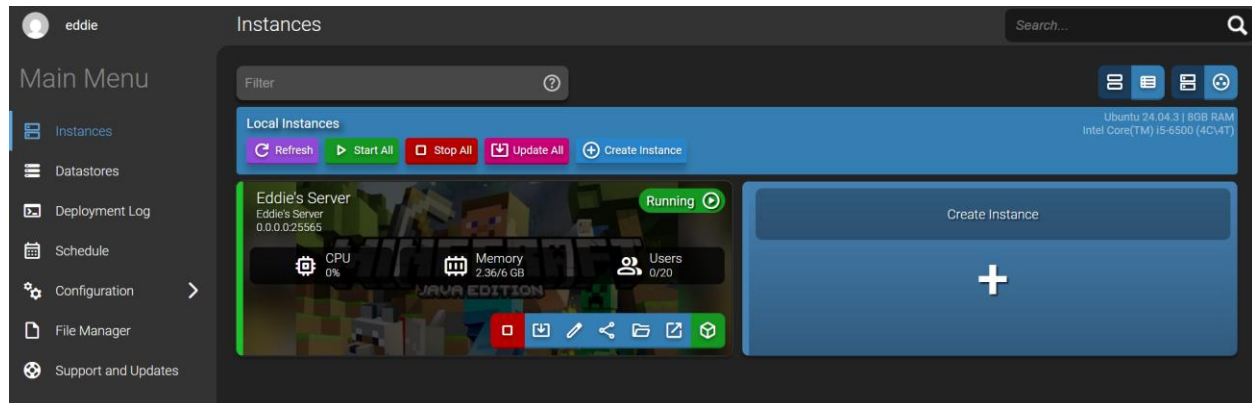 eddie
Instances
Search...
Main Menu
Filter
Instances
Datastores
Deployment Log
Schedule
Configuration
File Manager
Support and Updates
Local Instances
Ubuntu 24.04.3 | 8GB RAM
Intel Core(TM) i5-6500 (4C\4T)
Refresh
Start All
Stop All
Update All
Create Instance
Eddie's Server
Eddie's Server
0.0.0.0:25565
Running
MINECRAFT
JAVA EDITION
CPU
0%
Memory
2.36/6 GB
Users
0/20
Create Instance